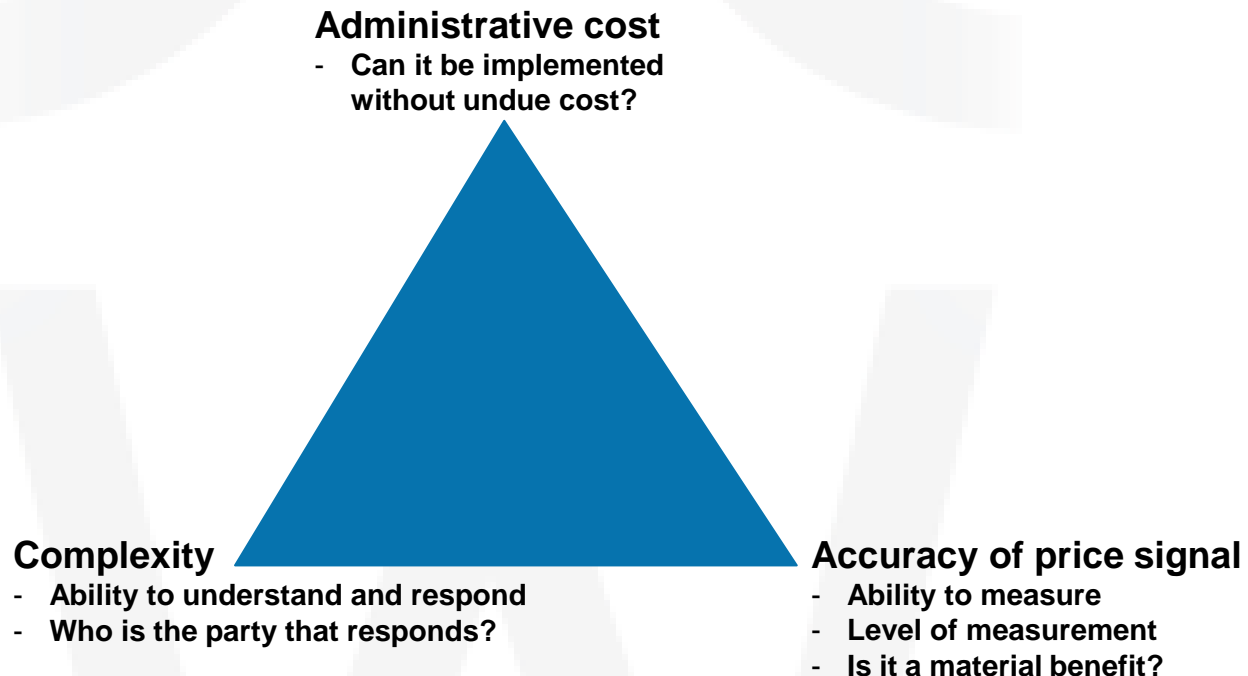 Administrative cost
- Can it be implemented
without undue cost?
Complexity
- Ability to understand and respond
- Who is the party that responds?
Accuracy of price signal
- Ability to measure
- Level of measurement
- Is it a material benefit?